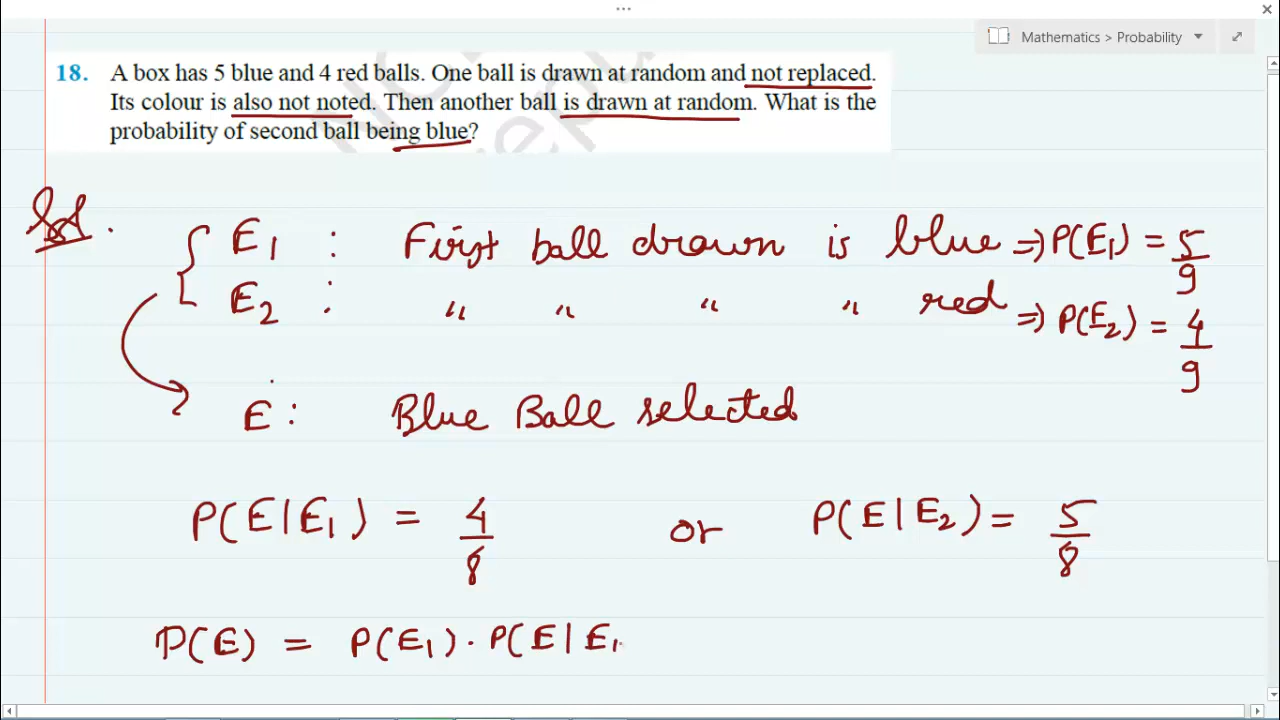 Mathematics > Probability
18. A box has 5 blue and 4 red balls. One ball is drawn at random and not replaced.
Its colour is also not noted. Then another ball is drawn at random. What is the
probability of second ball being blue?
Sol.
E1 : First ball drawn is blue ⇒ P(E1) = 5/9
E2 : " " " " red ⇒ P(E2) = 4/9
E : Blue Ball selected
P(E|E1) = 4/8 or P(E|E2) = 5/8
P(E) = P(E1) · P(E|E1